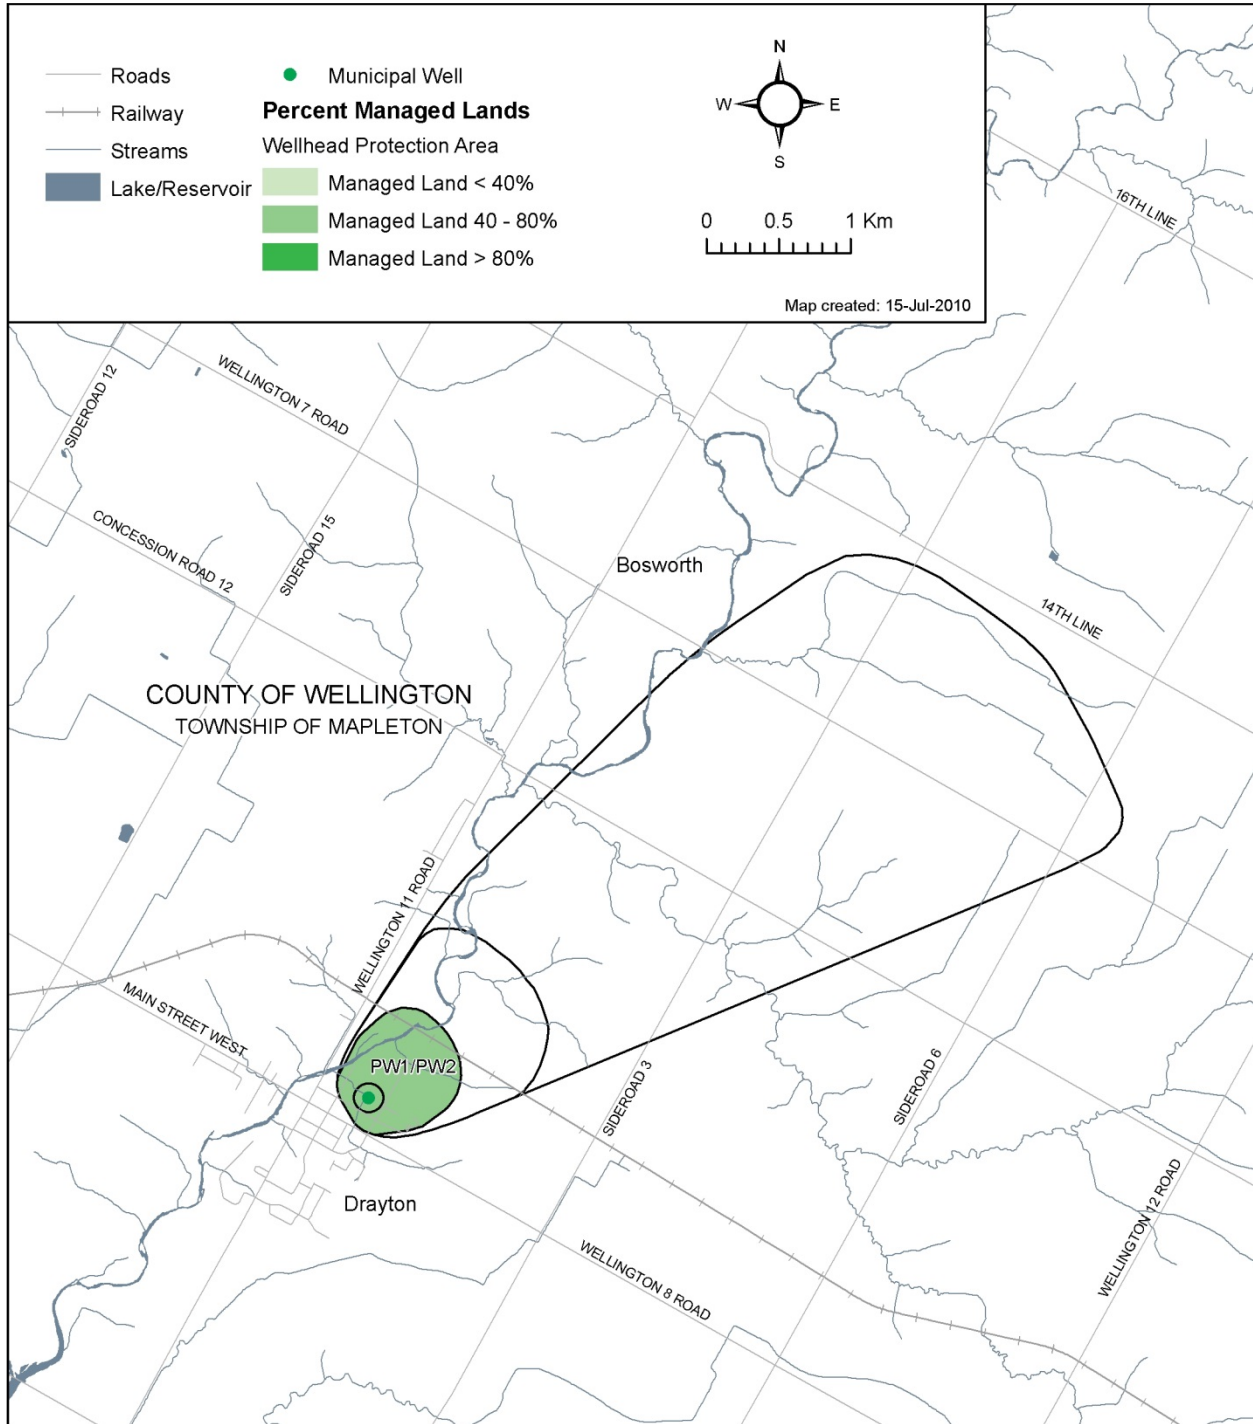 Roads
Railway
Streams
Lake/Reservoir
Municipal Well
Percent Managed Lands
Wellhead Protection Area
Managed Land < 40%
Managed Land 40 - 80%
Managed Land > 80%
N
W E
S
0 0.5 1 Km
Map created: 15-Jul-2010
16TH LINE
SIDEROAD 12
WELLINGTON 7 ROAD
CONCESSION ROAD 12
SIDEROAD 15
Bosworth
14TH LINE
COUNTY OF WELLINGTON
TOWNSHIP OF MAPLETON
WELLINGTON 11 ROAD
MAIN STREET WEST
PW1/PW2
SIDEROAD 3
SIDEROAD 6
Drayton
WELLINGTON 8 ROAD
WELLINGTON 12 ROAD